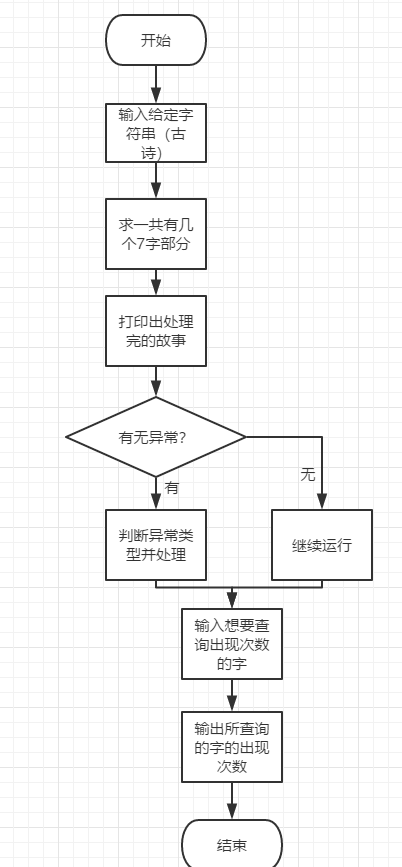 开始
输入给定字
符串（古
诗）
求一共有几
个7字部分
打印出处理
完的故事
有无异常?
有
无
判断异常类
型并处理
继续运行
输入想要查
询出现次数
的字
输出所查询
的字的出现
次数
结束